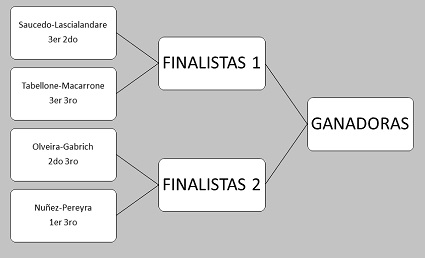 Saucedo-Lascialandare
3er 2do
Tabellone-Macarrone
3er 3ro
Olveira-Gabrich
2do 3ro
Nuñez-Pereyra
1er 3ro
FINALISTAS 1
FINALISTAS 2
GANADORAS